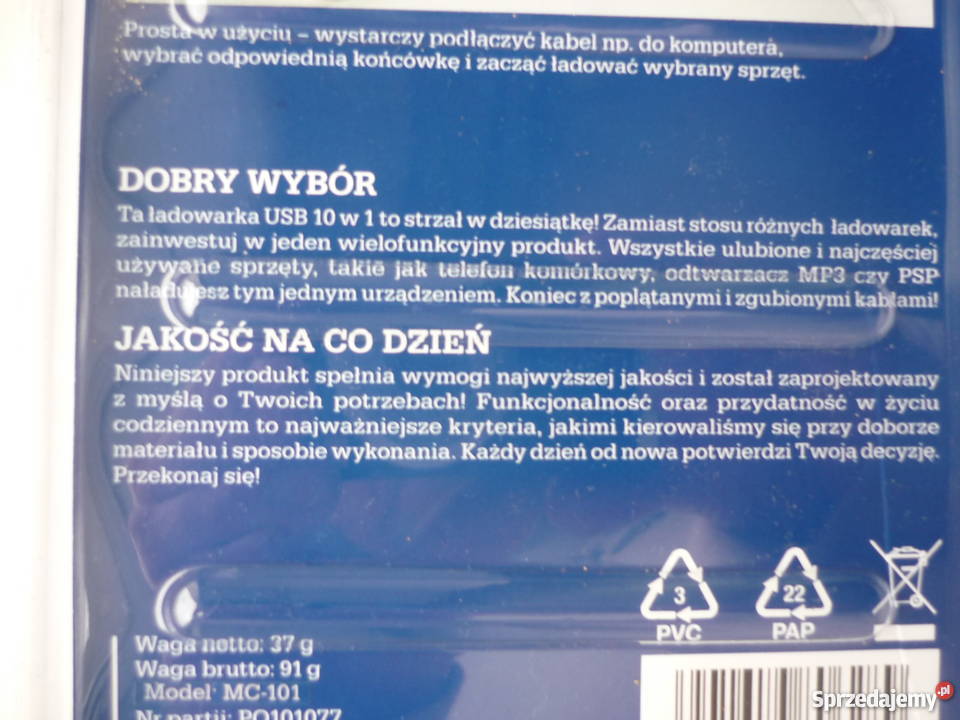 Prosta w użyciu – wystarczy podłączyć kabel np. do komputera,
wybrać odpowiednią końcówkę i zacząć ładować wybrany sprzęt.
DOBRY WYBÓR
Ta ładowarka USB 10 w 1 to strzał w dziesiątkę! Zamiast stosu różnych ładowarek,
zainwestuj w jeden wielofunkcyjny produkt. Wszystkie ulubione i najczęściej
używane sprzęty, takie jak telefon komórkowy, odtwarzacz MP3 czy PSP
naładujesz tym jednym urządzeniem. Koniec z poplątanymi i zgubionymi kablami!
JAKOŚĆ NA CO DZIEŃ
Niniejszy produkt spełnia wymogi najwyższej jakości i został zaprojektowany
z myślą o Twoich potrzebach! Funkcjonalność oraz przydatność w życiu
codziennym to najważniejsze kryteria, jakimi kierowaliśmy się przy doborze
materiału i sposobie wykonania. Każdy dzień od nowa potwierdzi Twoją decyzję.
Przekonaj się!
3
PVC
22
PAP
Waga netto: 37 g
Waga brutto: 91 g
Model: MC-101
Nr partii: PO101077
Sprzedajemy.pl